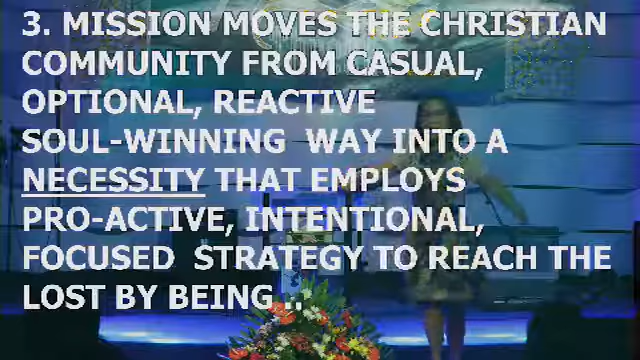 3. MISSION MOVES THE CHRISTIAN
COMMUNITY FROM CASUAL,
OPTIONAL, REACTIVE
SOUL-WINNING WAY INTO A
NECESSITY THAT EMPLOYS
PRO-ACTIVE, INTENTIONAL,
FOCUSED STRATEGY TO REACH THE
LOST BY BEING ..